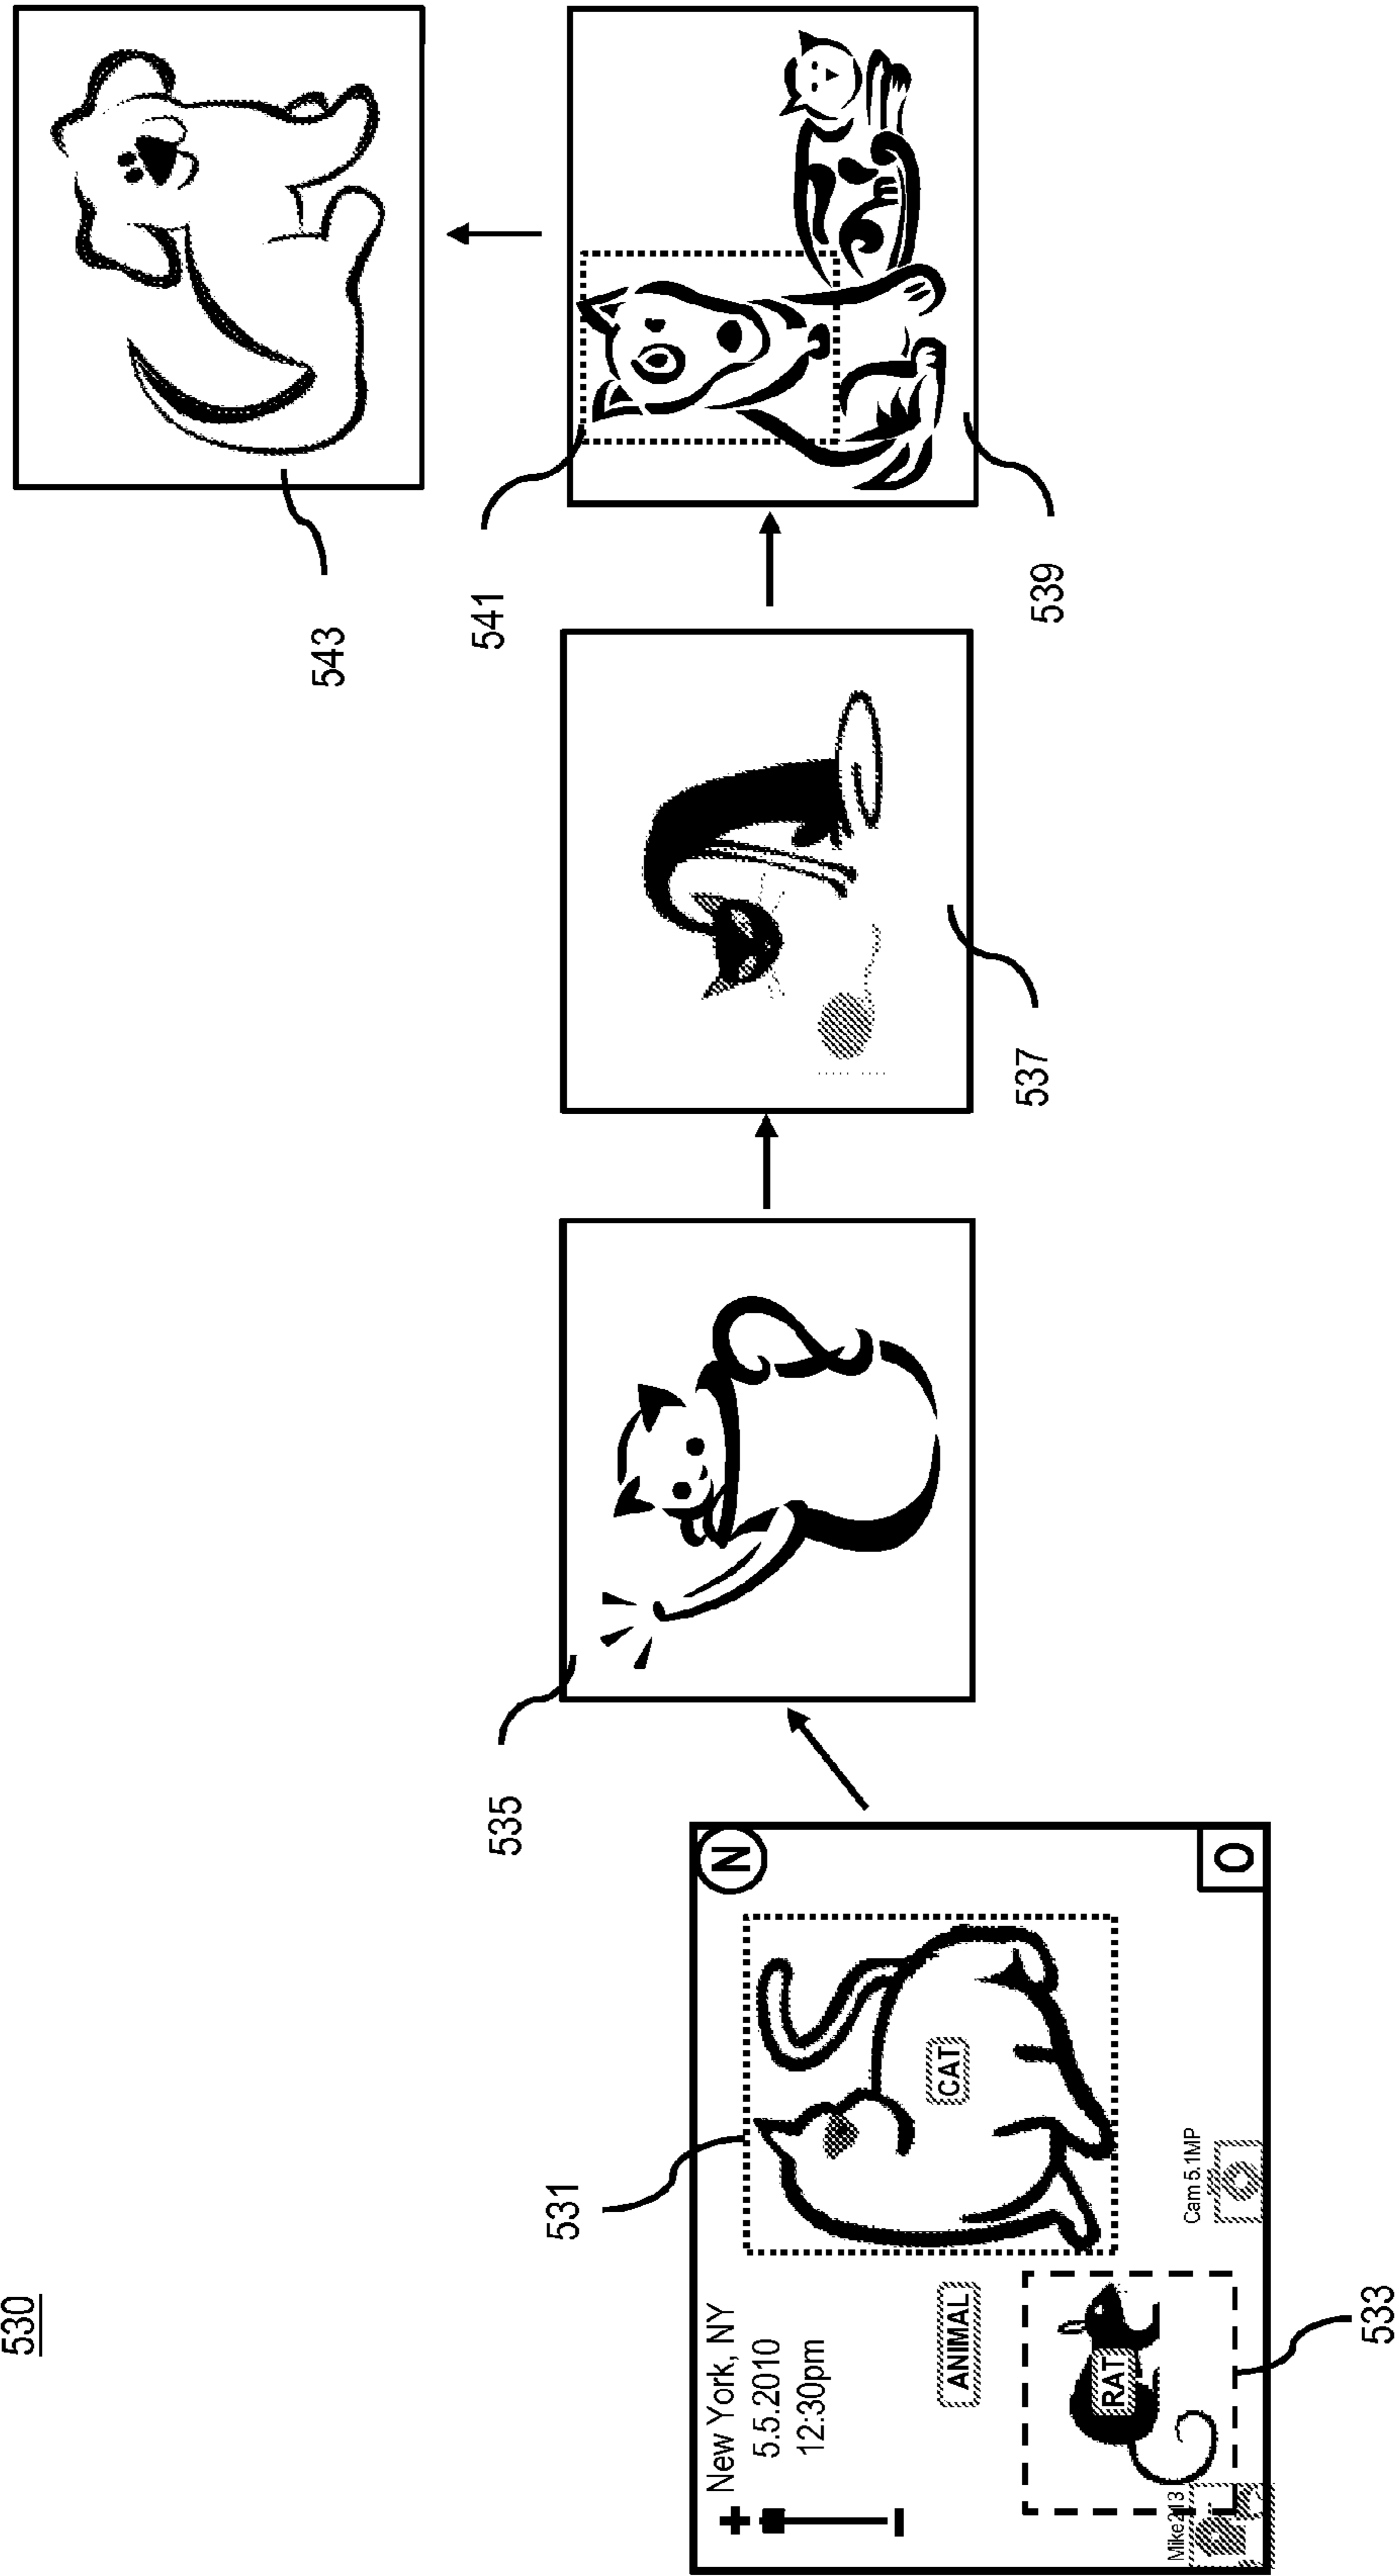 530
New York, NY
5.5.2010
12:30pm
N
ANIMAL
CAT
RAT
Mike213
Cam 5.1MP
O
531
533
535
537
539
541
543